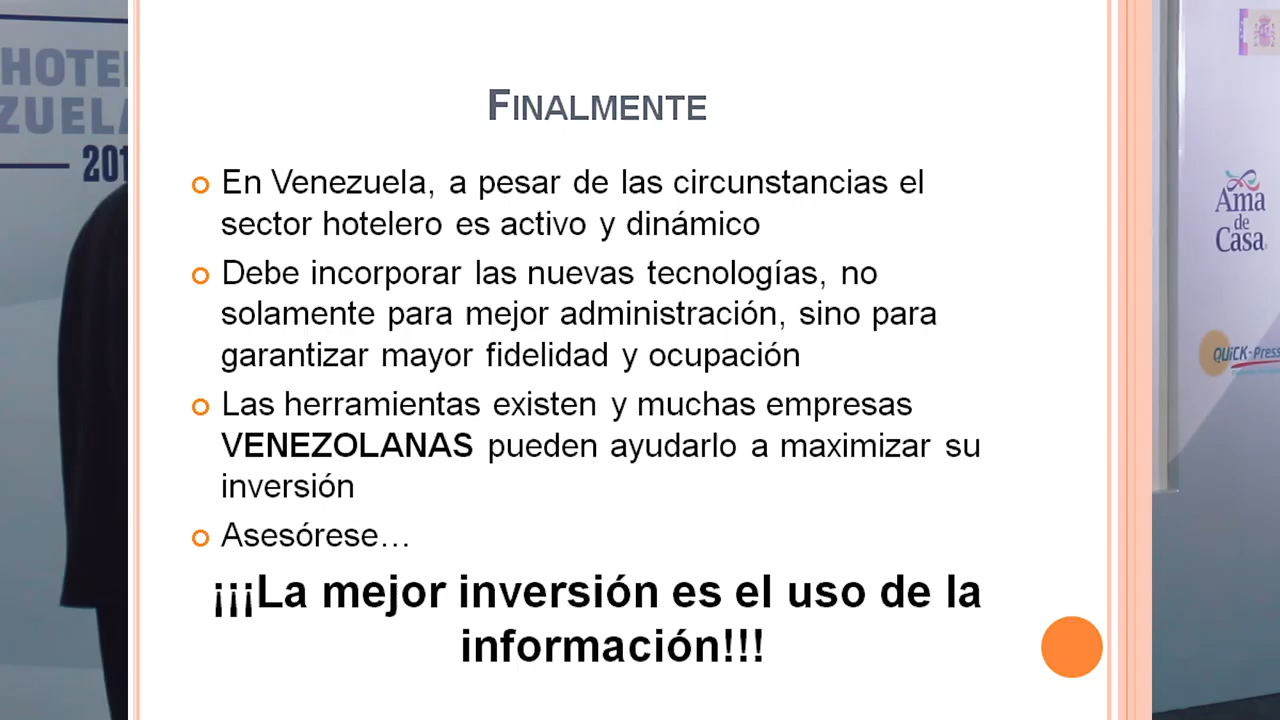 HOTE
ZUELA
201
FINALMENTE
En Venezuela, a pesar de las circunstancias el
sector hotelero es activo y dinámico
Debe incorporar las nuevas tecnologías, no
solamente para mejor administración, sino para
garantizar mayor fidelidad y ocupación
Las herramientas existen y muchas empresas
VENEZOLANAS pueden ayudarlo a maximizar su
inversión
Asesórese…
¡¡¡La mejor inversión es el uso de la
información!!!
Ama
de
Casa
QUiCK-Press